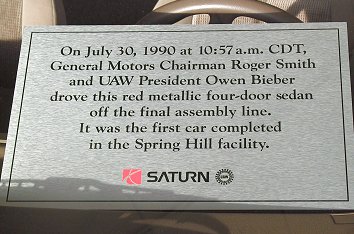 On July 30, 1990 at 10:57 a.m. CDT,
General Motors Chairman Roger Smith
and UAW President Owen Bieber
drove this red metallic four-door sedan
off the final assembly line.
It was the first car completed
in the Spring Hill facility.
SATURN